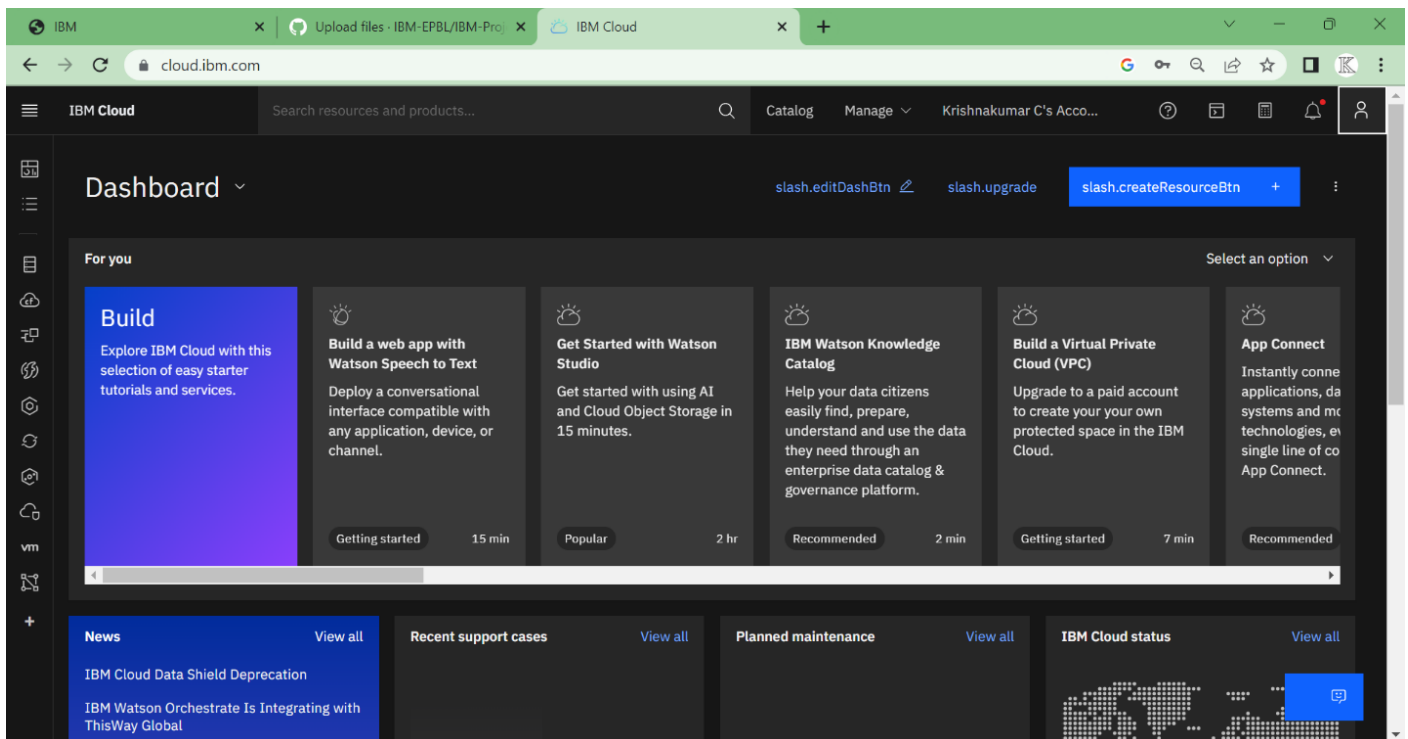 IBM
Upload files · IBM-EPBL/IBM-Proj
IBM Cloud
cloud.ibm.com
IBM Cloud
Search resources and products...
Catalog
Manage
Krishnakumar C's Acco...
Dashboard
slash.editDashBtn
slash.upgrade
slash.createResourceBtn +
For you
Select an option
Build
Explore IBM Cloud with this
selection of easy starter
tutorials and services.
Build a web app with
Watson Speech to Text
Deploy a conversational
interface compatible with
any application, device, or
channel.
Getting started
15 min
Get Started with Watson
Studio
Get started with using AI
and Cloud Object Storage in
15 minutes.
Popular
2 hr
IBM Watson Knowledge
Catalog
Help your data citizens
easily find, prepare,
understand and use the data
they need through an
enterprise data catalog &
governance platform.
Recommended
2 min
Build a Virtual Private
Cloud (VPC)
Upgrade to a paid account
to create your your own
protected space in the IBM
Cloud.
Getting started
7 min
App Connect
Instantly conne
applications, da
systems and mo
technologies, ev
single line of co
App Connect.
Recommended
vm
News
View all
IBM Cloud Data Shield Deprecation
IBM Watson Orchestrate Is Integrating with
ThisWay Global
Recent support cases
View all
Planned maintenance
View all
IBM Cloud status
View all